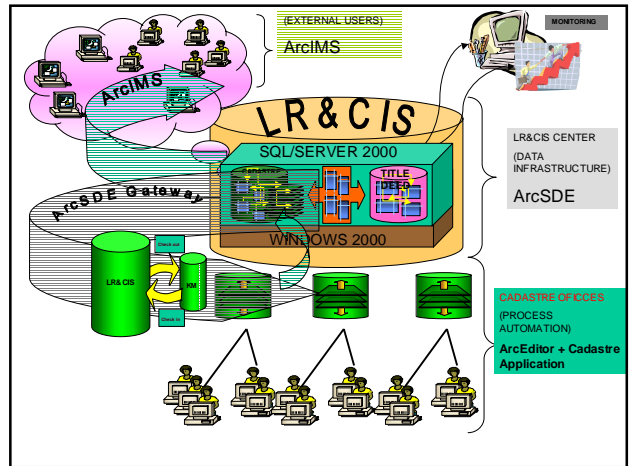 (EXTERNAL USERS)
ArcIMS
MONITORING
ArcIMS
LR&CIS
SQL/SERVER 2000
TITLE
DEED
WINDOWS 2000
ArcSDE Gateway
LR&CIS CENTER
(DATA
INFRASTRUCTURE)
ArcSDE
Check out
LR&CIS
KM
Check in
CADASTRE OFICCES
(PROCESS
AUTOMATION)
ArcEditor + Cadastre
Application